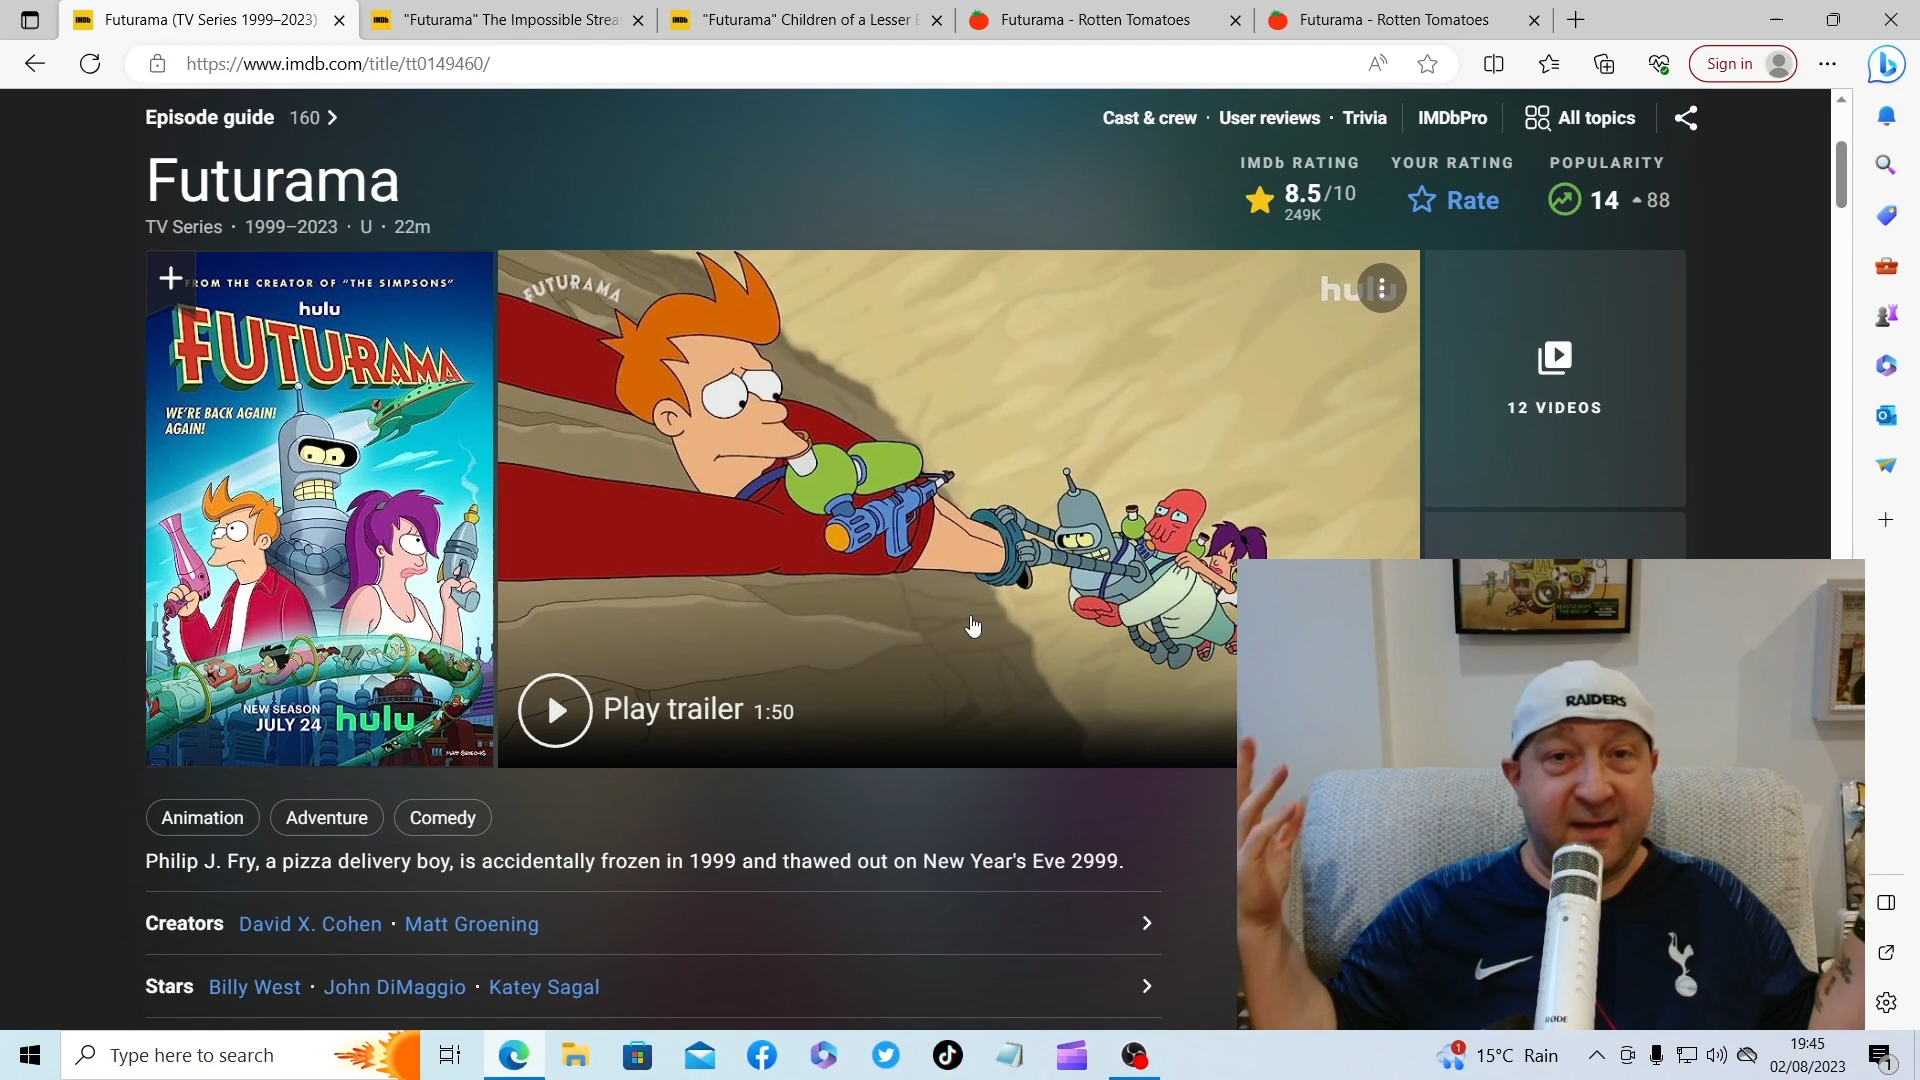 Futurama (TV Series 1999–2023)
"Futurama" The Impossible Strea
"Futurama" Children of a Lesser
Futurama - Rotten Tomatoes
Futurama - Rotten Tomatoes
https://www.imdb.com/title/tt0149460/
Sign in
Episode guide 160
Cast & crew · User reviews · Trivia
IMDbPro
All topics
Futurama
TV Series · 1999–2023 · U · 22m
IMDb RATING
8.5/10
249K
YOUR RATING
Rate
POPULARITY
14 88
FROM THE CREATOR OF "THE SIMPSONS"
hulu
FUTURAMA
WE'RE BACK AGAIN!
AGAIN!
NEW SEASON
JULY 24
hulu
MATT GROENING
FUTURAMA
hulu
Play trailer 1:50
12 VIDEOS
Animation
Adventure
Comedy
Philip J. Fry, a pizza delivery boy, is accidentally frozen in 1999 and thawed out on New Year's Eve 2999.
Creators David X. Cohen · Matt Groening
Stars Billy West · John DiMaggio · Katey Sagal
RAIDERS
RØDE
Type here to search
1
15°C Rain
19:45
02/08/2023
1